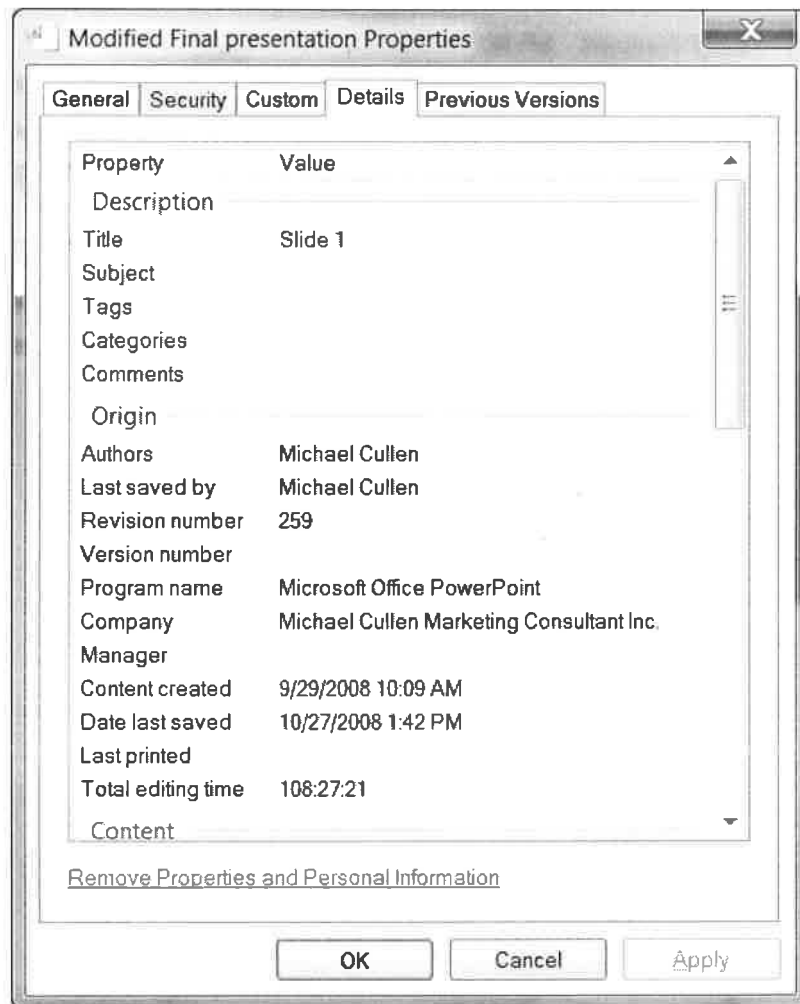 Modified Final presentation Properties
General Security Custom Details Previous Versions
Property Value
Description
Title Slide 1
Subject
Tags
Categories
Comments
Origin
Authors Michael Cullen
Last saved by Michael Cullen
Revision number 259
Version number
Program name Microsoft Office PowerPoint
Company Michael Cullen Marketing Consultant Inc.
Manager
Content created 9/29/2008 10:09 AM
Date last saved 10/27/2008 1:42 PM
Last printed
Total editing time 108:27:21
Content
Remove Properties and Personal Information
OK Cancel Apply